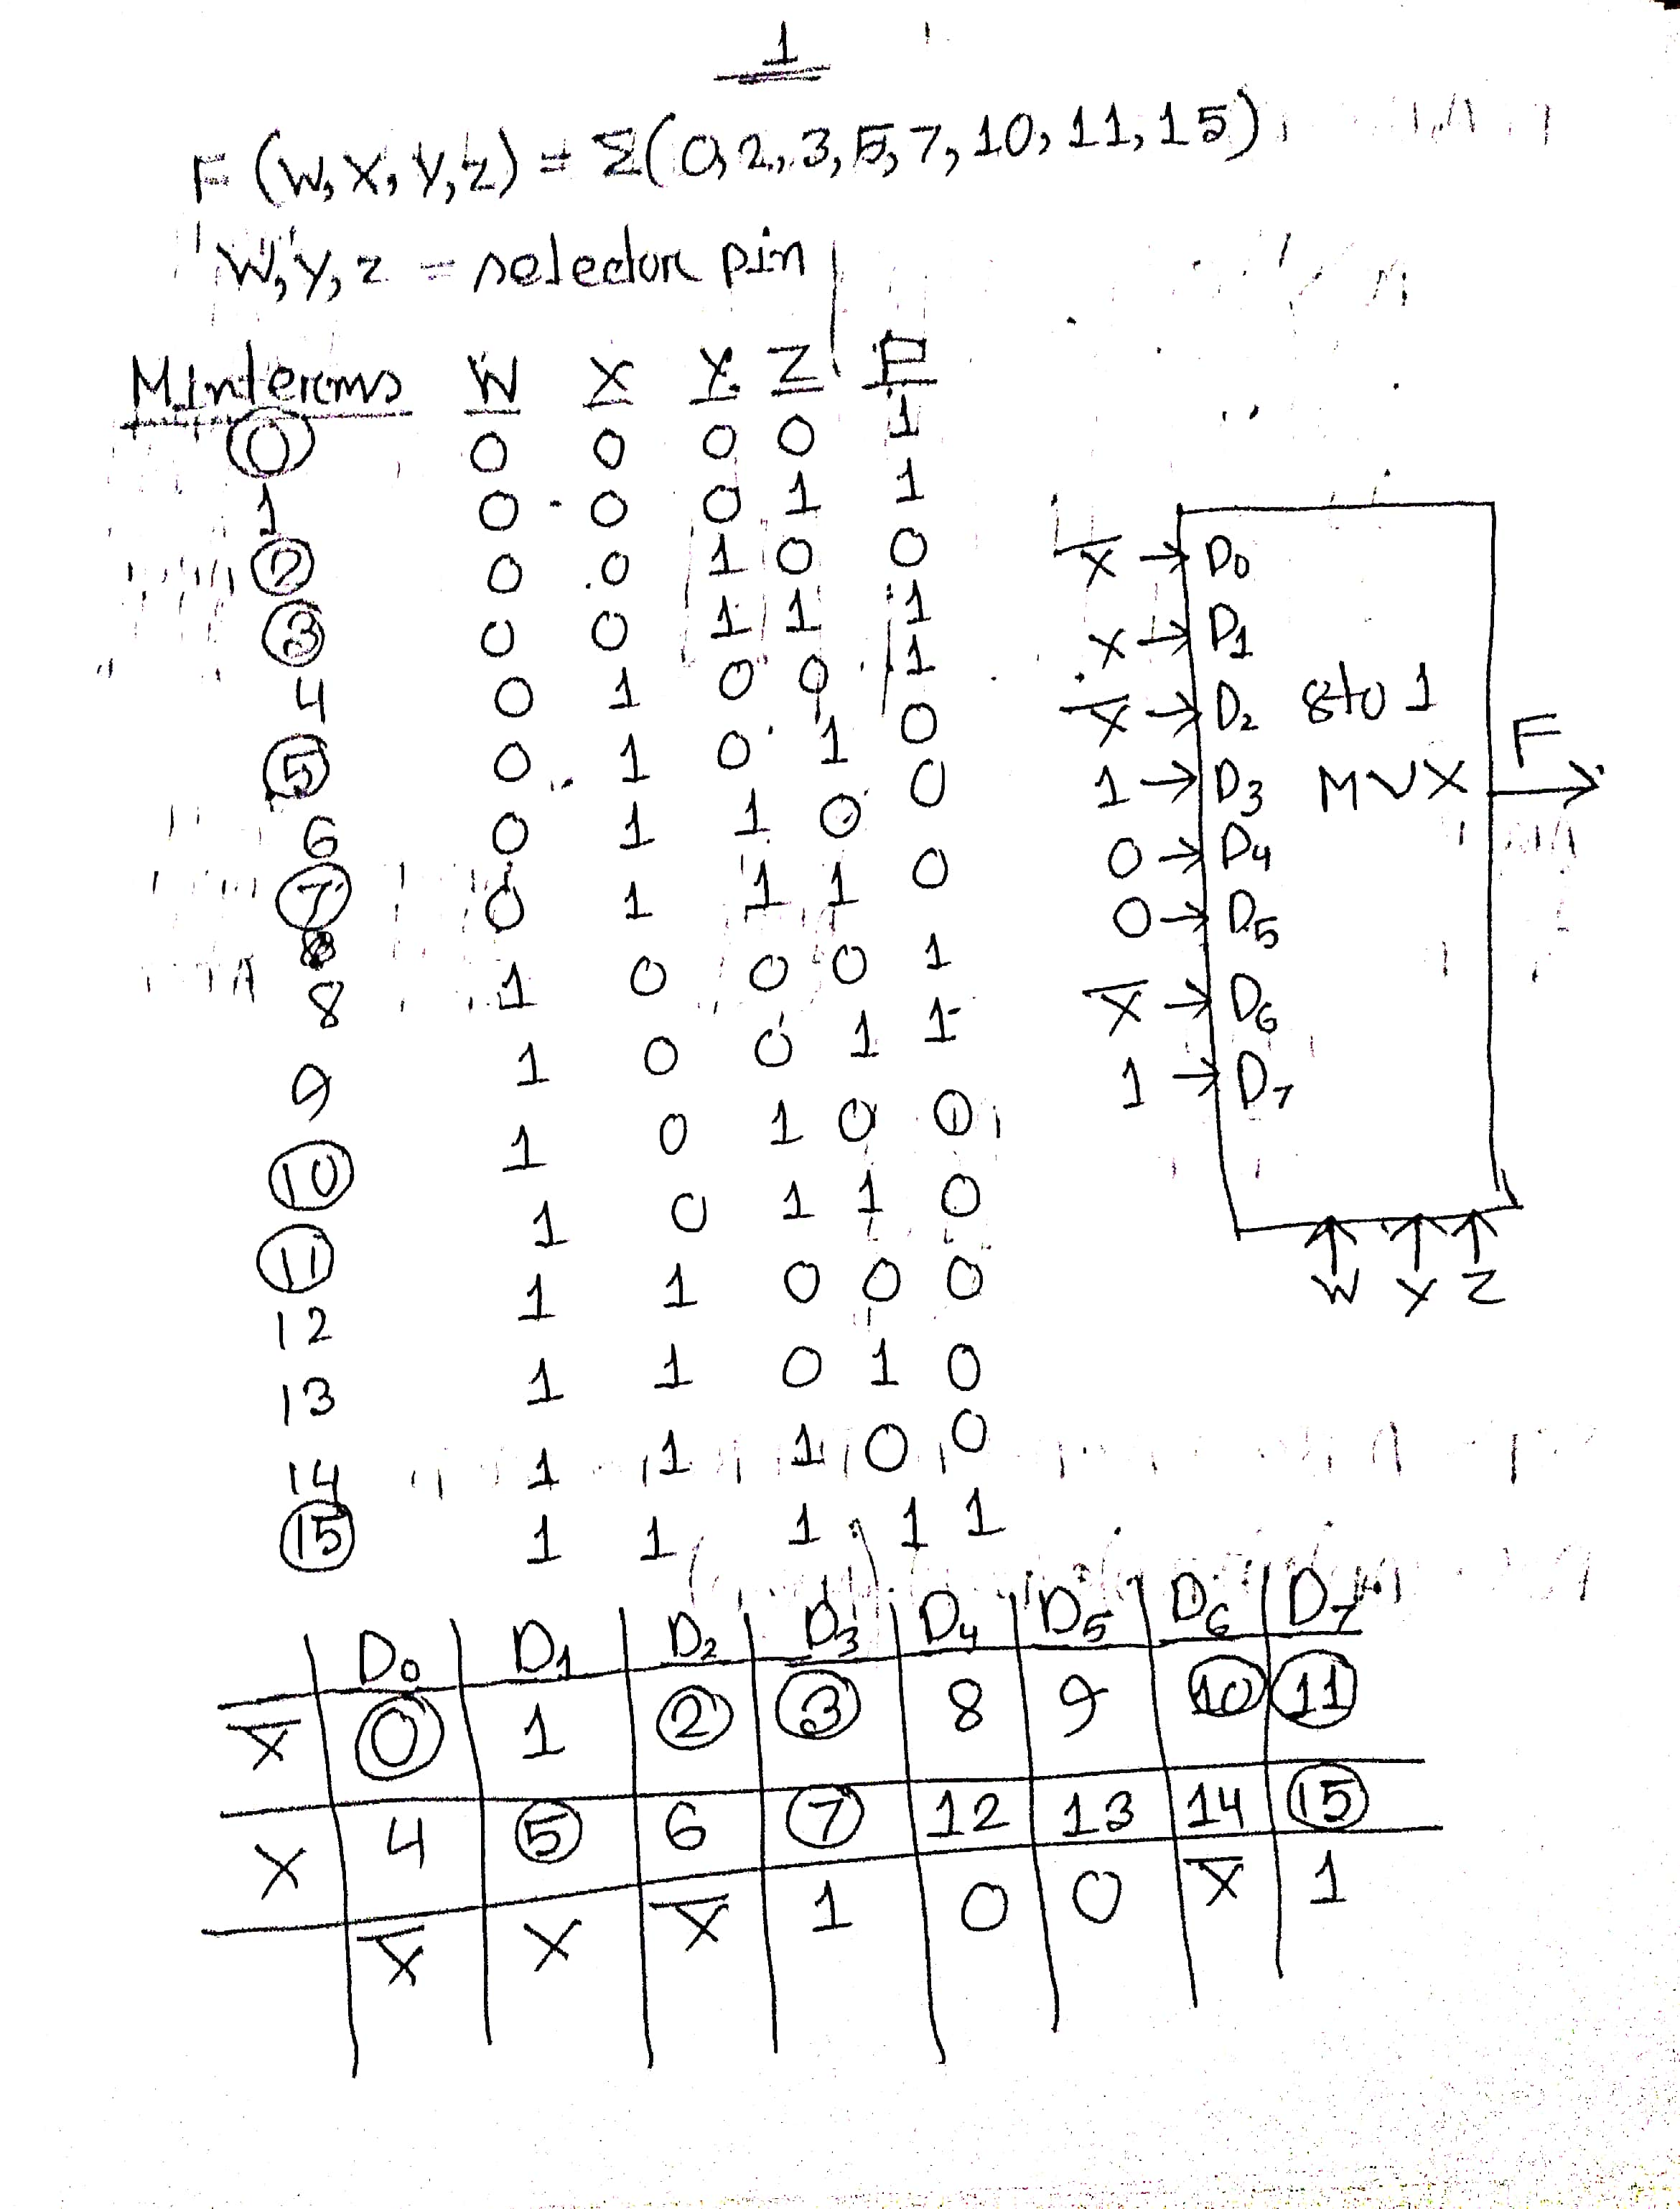 1
F (W, X, Y, Z) = Σ(0, 2, 3, 5, 7, 10, 11, 15)
W, Y, Z = selector pin
Minterms W X Y Z F
0 0 0 0 0 1
1 0 0 0 1 1
2 0 0 1 0 0
3 0 0 1 1 1
4 0 1 0 0 1
5 0 1 0 1 0
6 0 1 1 0 0
7 0 1 1 1 0
8 1 0 0 0 1
9 1 0 0 1 1
10 1 0 1 0 0
11 1 0 1 1 0
12 1 1 0 0 0
13 1 1 0 1 0
14 1 1 1 0 0
15 1 1 1 1 1
X̅ → D0
X → D1
X̅ → D2 8 to 1
1 → D3 MUX F
0 → D4
0 → D5
X̅ → D6
1 → D7
W Y Z
D0 D1 D2 D3 D4 D5 D6 D7
X̅ 0 1 2 3 8 9 10 11
X 4 5 6 7 12 13 14 15
X̅ X X̅ 1 0 0 X̅ 1